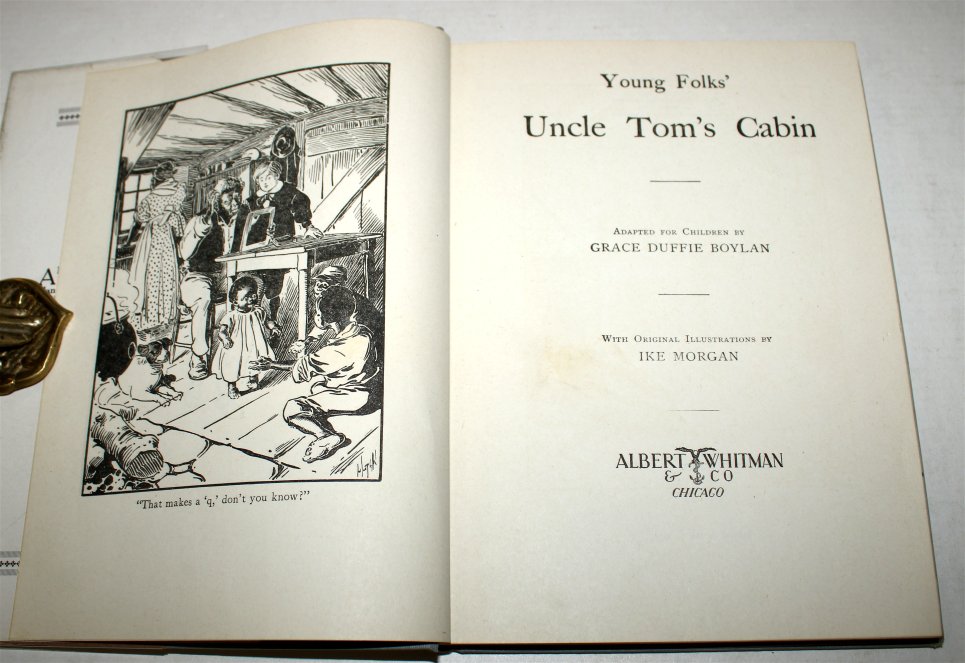 "That makes a 'q,' don't you know?"
Young Folks'
Uncle Tom's Cabin
Adapted for Children by
GRACE DUFFIE BOYLAN
With Original Illustrations by
IKE MORGAN
ALBERT WHITMAN
& CO
CHICAGO